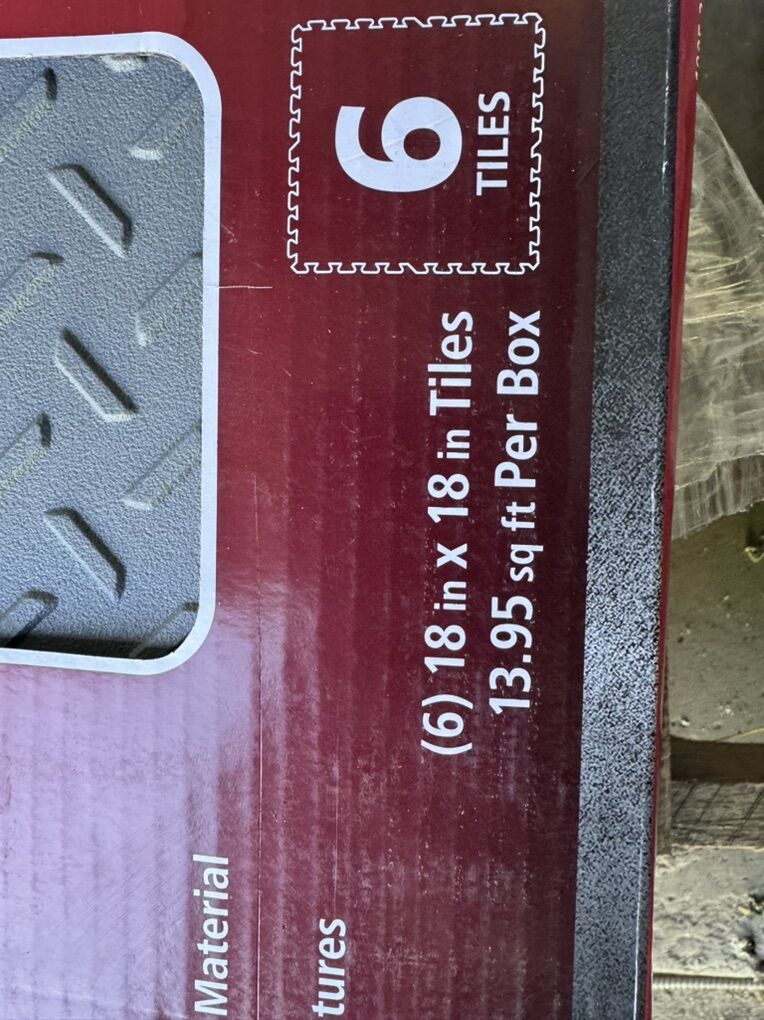 6
TILES
(6) 18 in X 18 in Tiles
13.95 sq ft Per Box
Material
tures